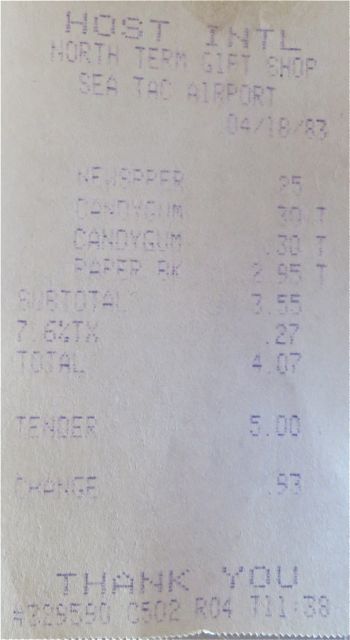 HOST INTL
NORTH TERM GIFT SHOP
SEA TAC AIRPORT
04/18/83
NEWSPPER .25
CANDYGUM .30 T
CANDYGUM .30 T
PAPER BK 2.95 T
SUBTOTAL 3.55
7.6%TX .27
TOTAL 4.07
TENDER 5.00
CHANGE .93
THANK YOU
C502 R04 T11:38